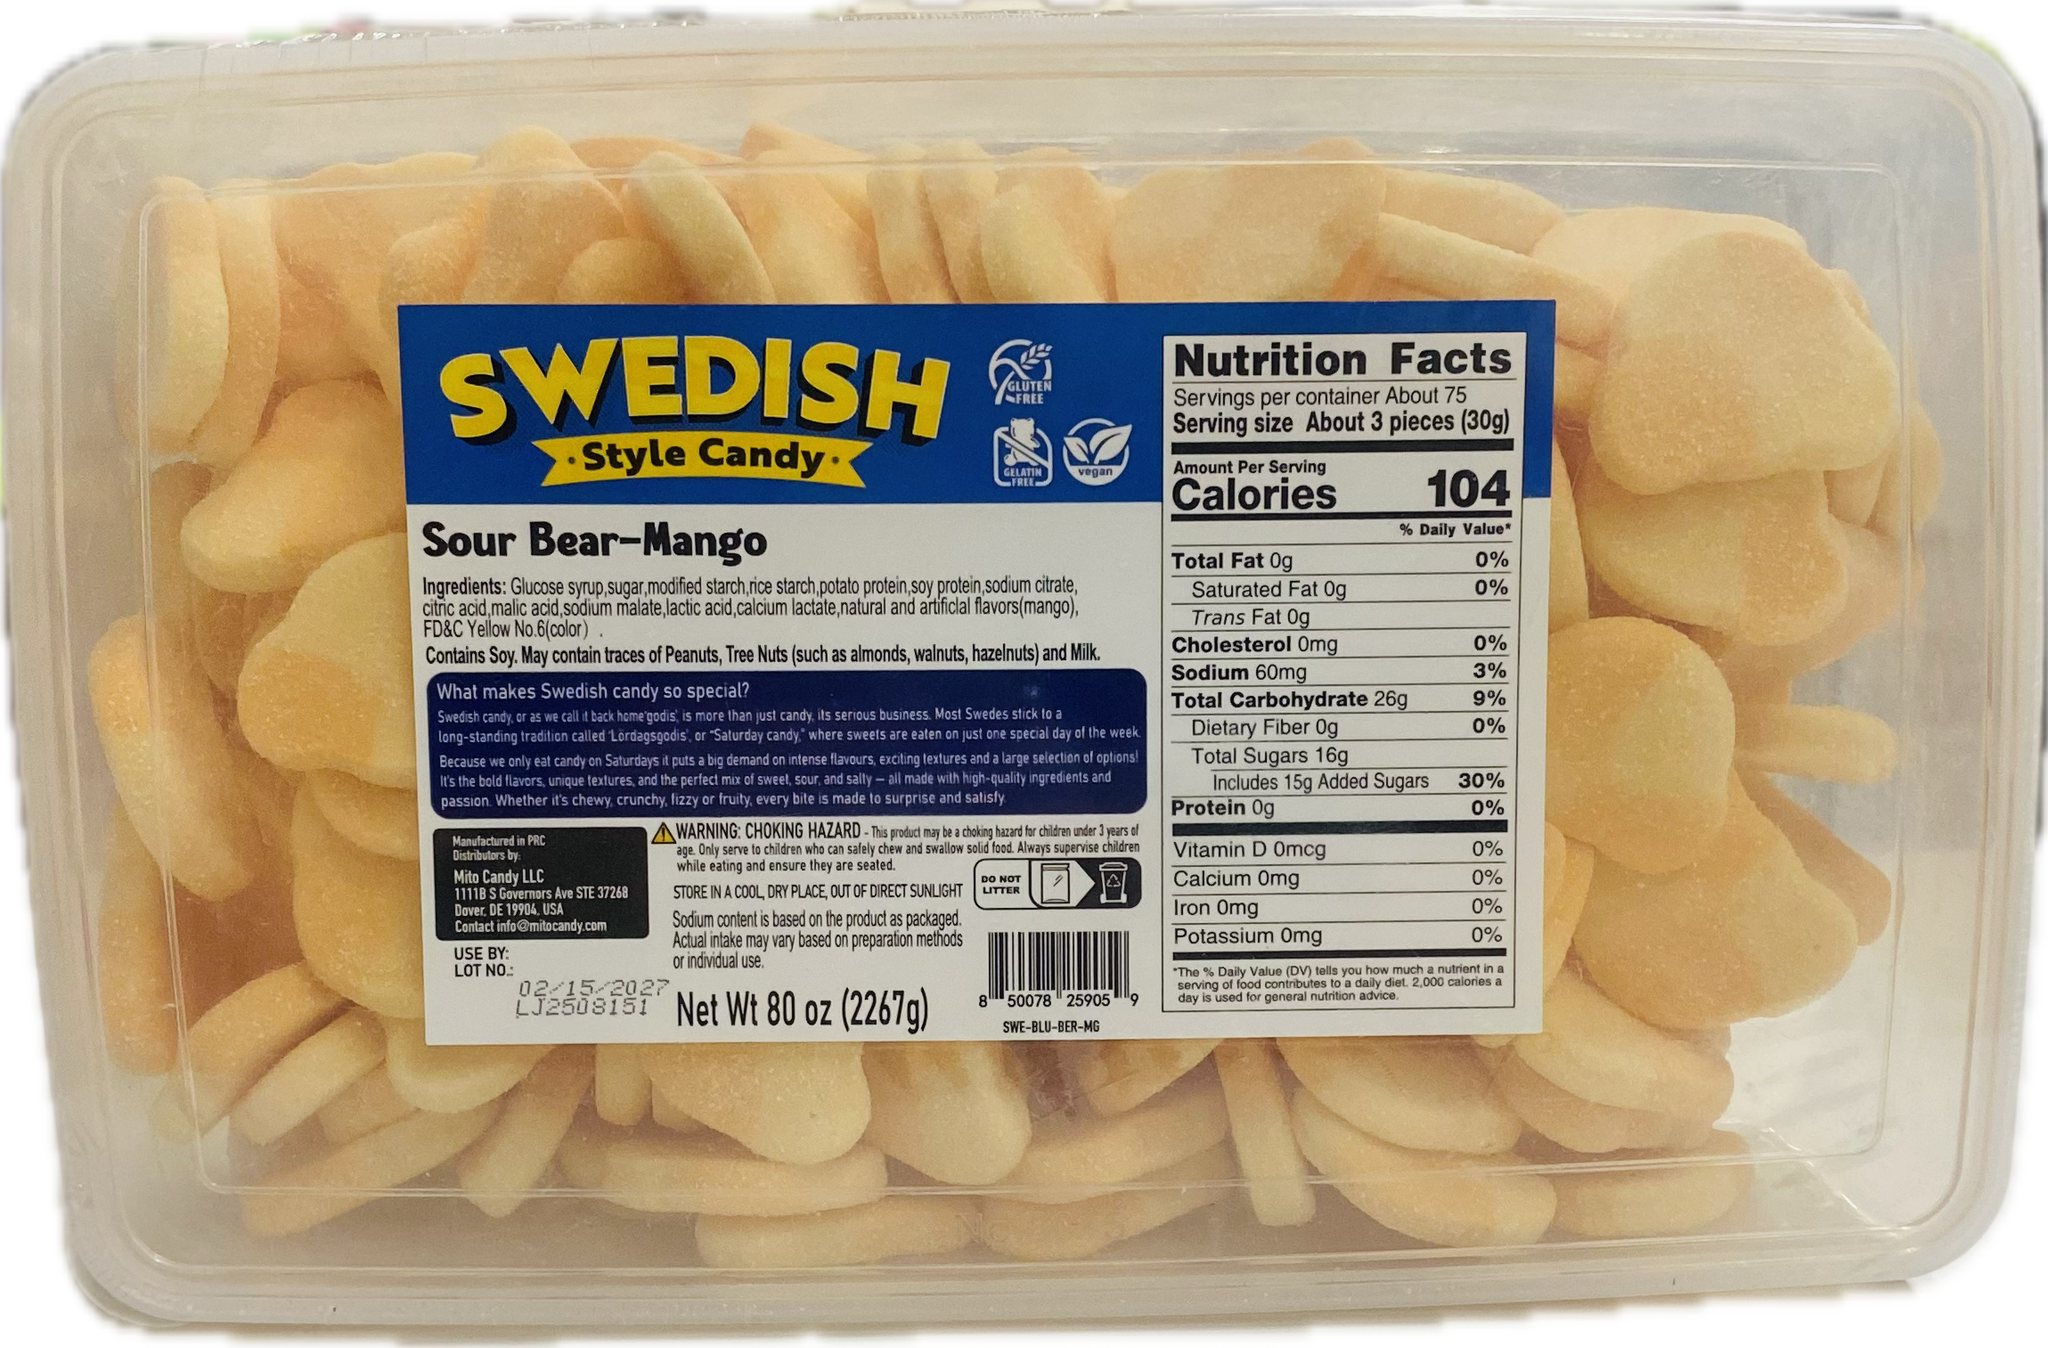 SWEDISH
Style Candy
GLUTEN
FREE
GELATIN
FREE
vegan
Sour Bear-Mango
Ingredients: Glucose syrup,sugar,modified starch,rice starch,potato protein,soy protein,sodium citrate,
citric acid,malic acid,sodium malate,lactic acid,calcium lactate,natural and artificlal flavors(mango),
FD&C Yellow No.6(color) .
Contains Soy. May contain traces of Peanuts, Tree Nuts (such as almonds, walnuts, hazelnuts) and Milk.
What makes Swedish candy so special?
Swedish candy, or as we call it back home'godis', is more than just candy, its serious business. Most Swedes stick to a
long-standing tradition called 'Lördagsgodis', or "Saturday candy," where sweets are eaten on just one special day of the week.
Because we only eat candy on Saturdays it puts a big demand on intense flavours, exciting textures and a large selection of options!
It's the bold flavors, unique textures, and the perfect mix of sweet, sour, and salty – all made with high-quality ingredients and
passion. Whether it's chewy, crunchy, fizzy or fruity, every bite is made to surprise and satisfy.
Manufactured in PRC
Distributors by:
Mito Candy LLC
1111B S Governors Ave STE 37268
Dover, DE 19904, USA
Contact info@mitocandy.com
USE BY:
LOT NO.:
02/15/2027
LJ2508151
WARNING: CHOKING HAZARD - This product may be a choking hazard for children under 3 years of
age. Only serve to children who can safely chew and swallow solid food. Always supervise children
while eating and ensure they are seated.
STORE IN A COOL, DRY PLACE, OUT OF DIRECT SUNLIGHT
DO NOT
LITTER
Sodium content is based on the product as packaged.
Actual intake may vary based on preparation methods
or individual use.
Net Wt 80 oz (2267g)
8 50078 25905 9
SWE-BLU-BER-MG
Nutrition Facts
Servings per container About 75
Serving size About 3 pieces (30g)
Amount Per Serving
Calories 104
% Daily Value*
Total Fat 0g 0%
Saturated Fat 0g 0%
Trans Fat 0g
Cholesterol 0mg 0%
Sodium 60mg 3%
Total Carbohydrate 26g 9%
Dietary Fiber 0g 0%
Total Sugars 16g
Includes 15g Added Sugars 30%
Protein 0g 0%
Vitamin D 0mcg 0%
Calcium 0mg 0%
Iron 0mg 0%
Potassium 0mg 0%
*The % Daily Value (DV) tells you how much a nutrient in a
serving of food contributes to a daily diet. 2,000 calories a
day is used for general nutrition advice.